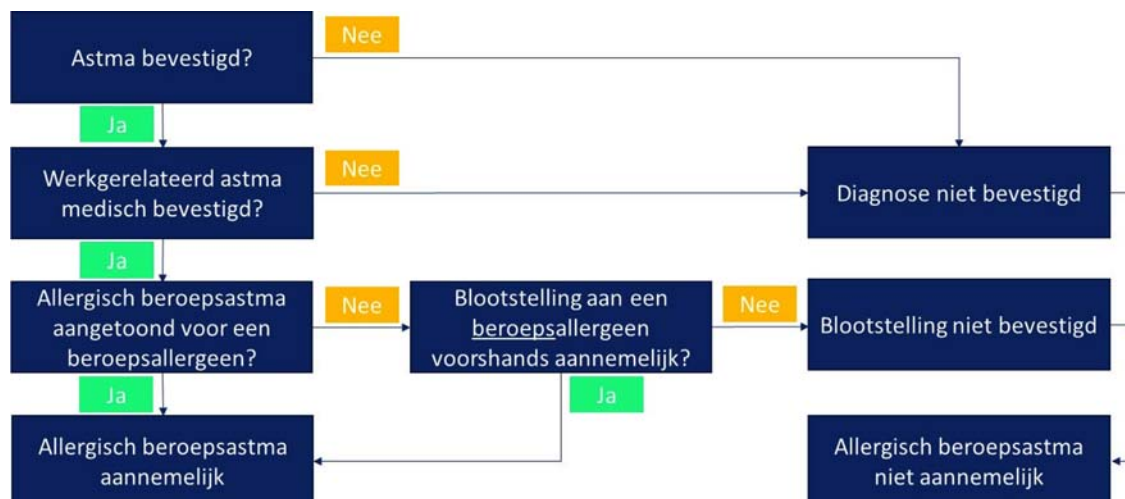 Nee
Astma bevestigd?
Ja
Werkgerelateerd astma
medisch bevestigd?
Nee
Diagnose niet bevestigd
Ja
Allergisch beroepsastma
aangetoond voor een
beroepsallergeen?
Nee
Blootstelling aan een
beroepsallergeen
voorshands aannemelijk?
Nee
Blootstelling niet bevestigd
Ja
Ja
Allergisch beroepsastma
aannemelijk
Allergisch beroepsastma
niet aannemelijk